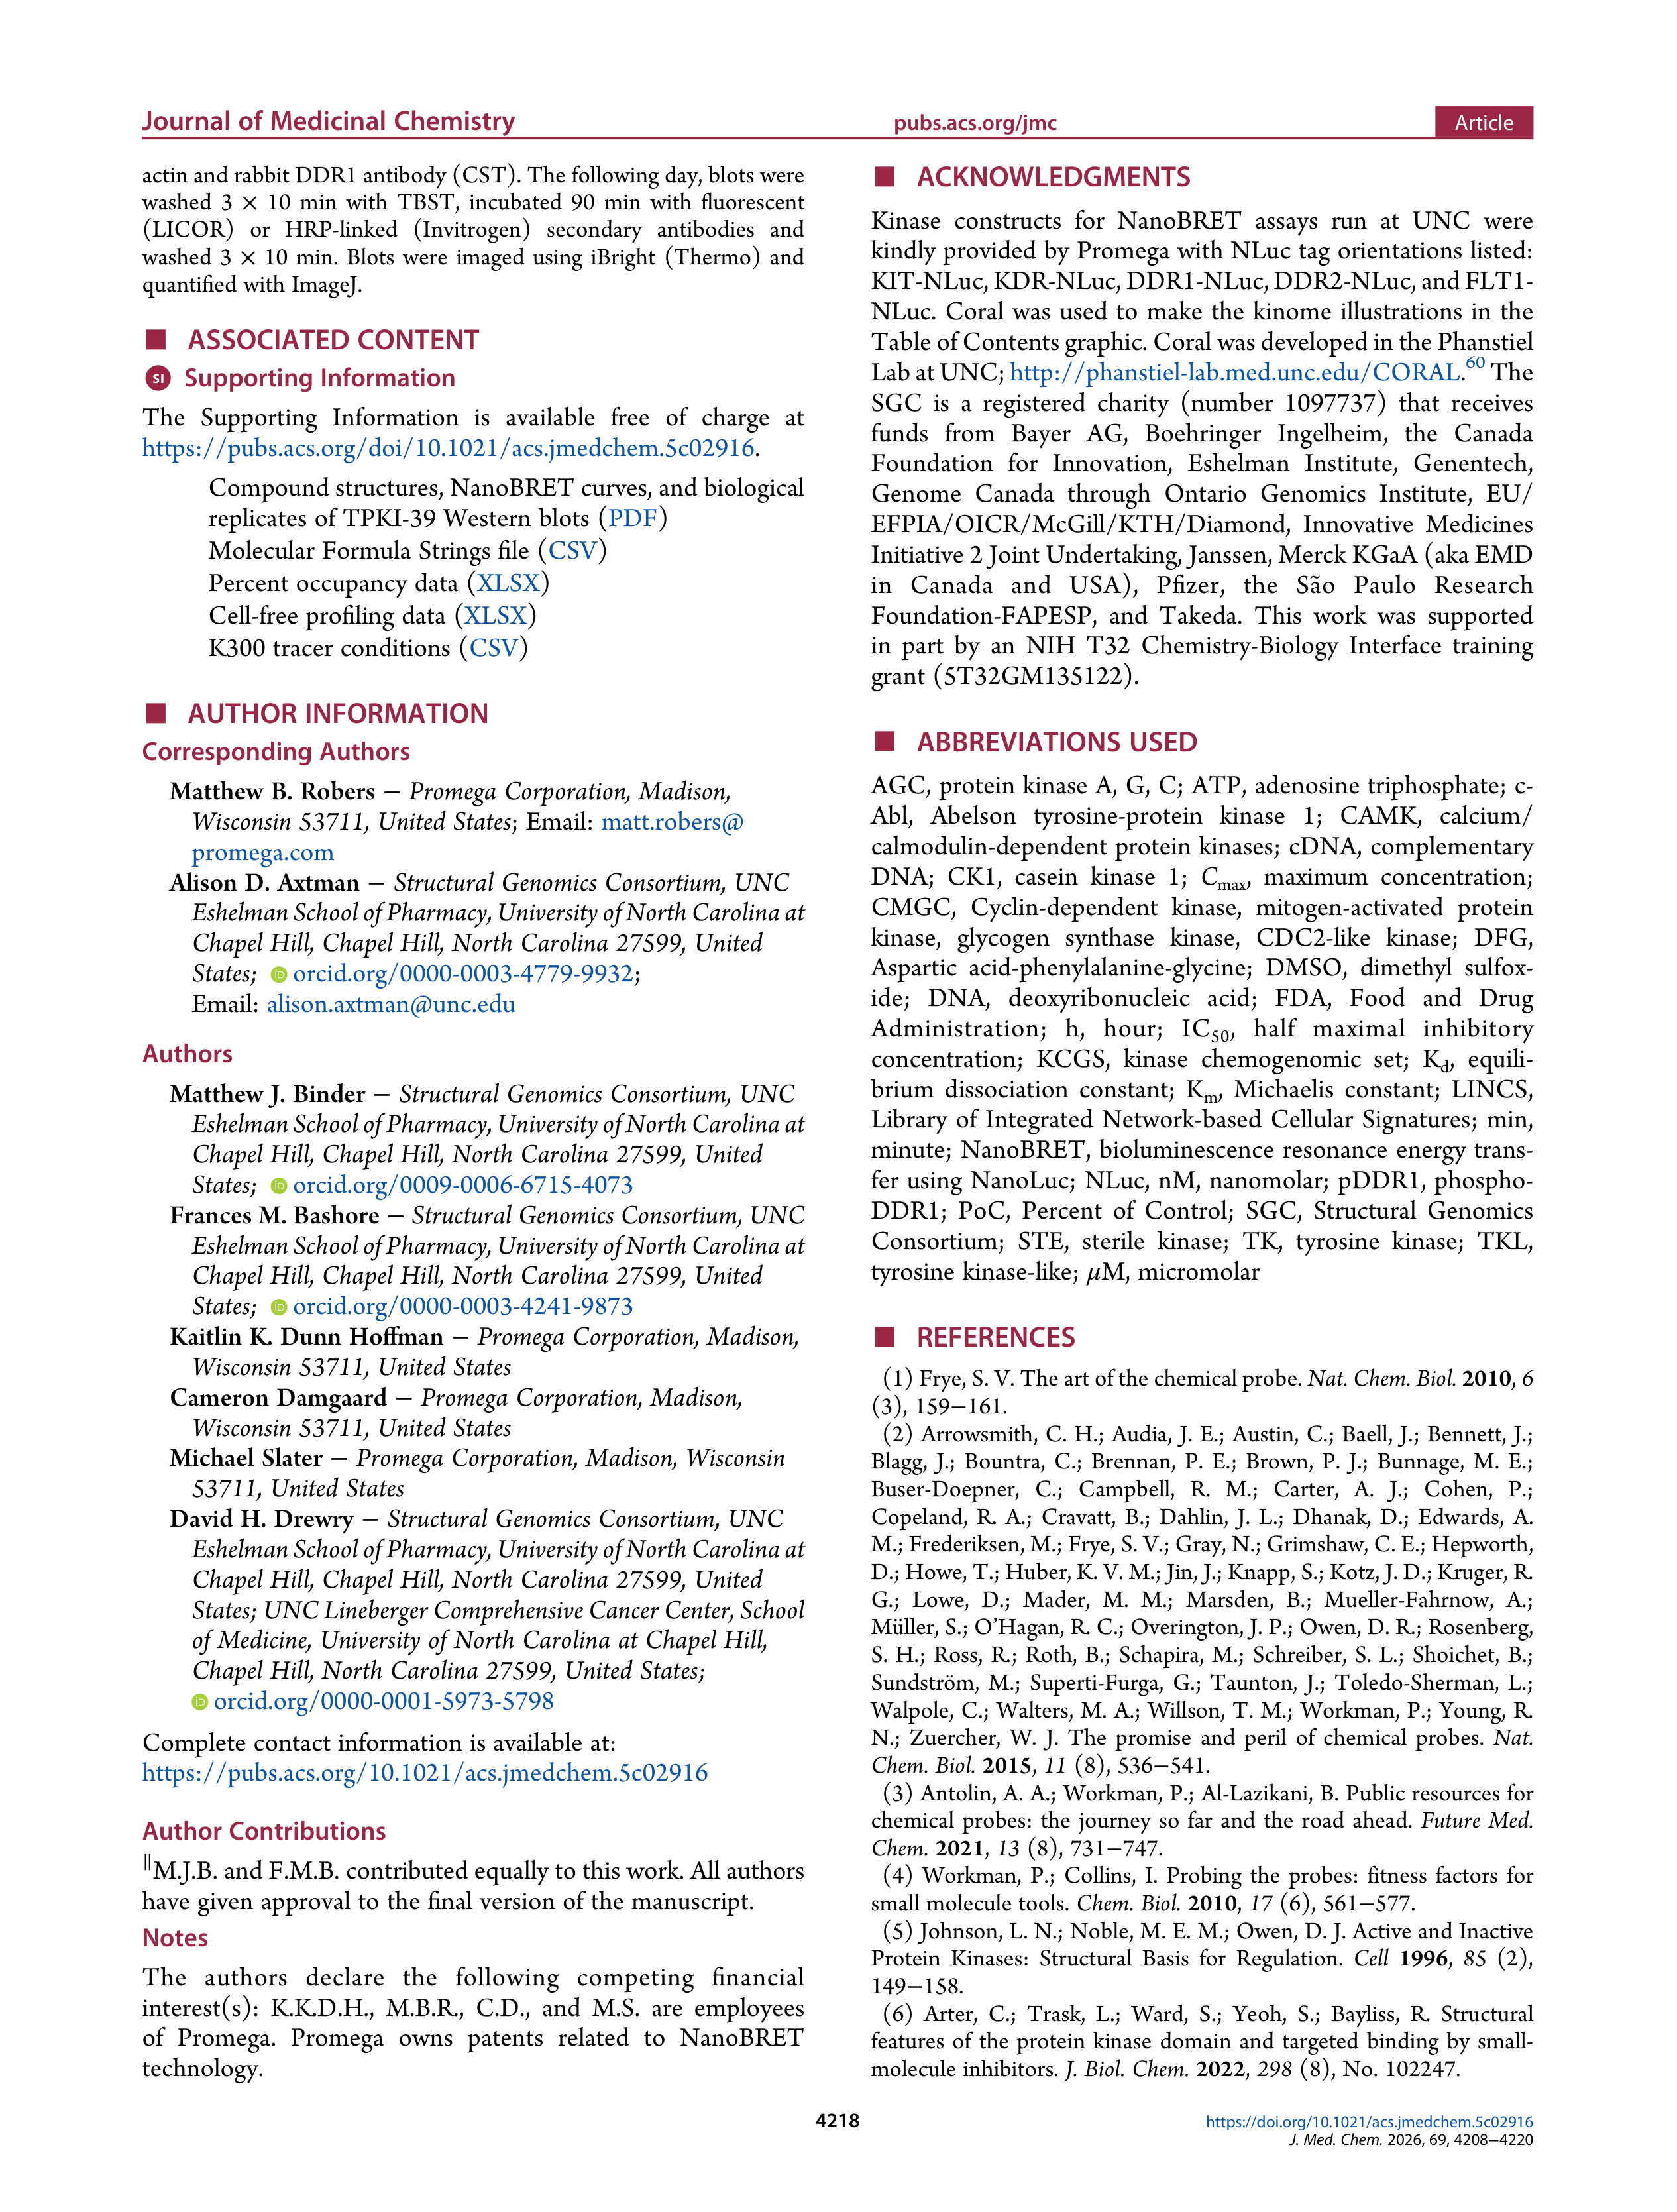 Journal of Medicinal Chemistry
pubs.acs.org/jmc
Article
actin and rabbit DDR1 antibody (CST). The following day, blots were
washed 3 × 10 min with TBST, incubated 90 min with fluorescent
(LICOR) or HRP-linked (Invitrogen) secondary antibodies and
washed 3 × 10 min. Blots were imaged using iBright (Thermo) and
quantified with ImageJ.
■ ASSOCIATED CONTENT
SI Supporting Information
The Supporting Information is available free of charge at
https://pubs.acs.org/doi/10.1021/acs.jmedchem.5c02916.
Compound structures, NanoBRET curves, and biological
replicates of TPKI-39 Western blots (PDF)
Molecular Formula Strings file (CSV)
Percent occupancy data (XLSX)
Cell-free profiling data (XLSX)
K300 tracer conditions (CSV)
■ AUTHOR INFORMATION
Corresponding Authors
Matthew B. Robers − Promega Corporation, Madison,
Wisconsin 53711, United States; Email: matt.robers@
promega.com
Alison D. Axtman − Structural Genomics Consortium, UNC
Eshelman School of Pharmacy, University of North Carolina at
Chapel Hill, Chapel Hill, North Carolina 27599, United
States; iD orcid.org/0000-0003-4779-9932;
Email: alison.axtman@unc.edu
Authors
Matthew J. Binder − Structural Genomics Consortium, UNC
Eshelman School of Pharmacy, University of North Carolina at
Chapel Hill, Chapel Hill, North Carolina 27599, United
States; iD orcid.org/0009-0006-6715-4073
Frances M. Bashore − Structural Genomics Consortium, UNC
Eshelman School of Pharmacy, University of North Carolina at
Chapel Hill, Chapel Hill, North Carolina 27599, United
States; iD orcid.org/0000-0003-4241-9873
Kaitlin K. Dunn Hoffman − Promega Corporation, Madison,
Wisconsin 53711, United States
Cameron Damgaard − Promega Corporation, Madison,
Wisconsin 53711, United States
Michael Slater − Promega Corporation, Madison, Wisconsin
53711, United States
David H. Drewry − Structural Genomics Consortium, UNC
Eshelman School of Pharmacy, University of North Carolina at
Chapel Hill, Chapel Hill, North Carolina 27599, United
States; UNC Lineberger Comprehensive Cancer Center, School
of Medicine, University of North Carolina at Chapel Hill,
Chapel Hill, North Carolina 27599, United States;
iD orcid.org/0000-0001-5973-5798
Complete contact information is available at:
https://pubs.acs.org/10.1021/acs.jmedchem.5c02916
Author Contributions
∥M.J.B. and F.M.B. contributed equally to this work. All authors
have given approval to the final version of the manuscript.
Notes
The authors declare the following competing financial
interest(s): K.K.D.H., M.B.R., C.D., and M.S. are employees
of Promega. Promega owns patents related to NanoBRET
technology.
■ ACKNOWLEDGMENTS
Kinase constructs for NanoBRET assays run at UNC were
kindly provided by Promega with NLuc tag orientations listed:
KIT-NLuc, KDR-NLuc, DDR1-NLuc, DDR2-NLuc, and FLT1-
NLuc. Coral was used to make the kinome illustrations in the
Table of Contents graphic. Coral was developed in the Phanstiel
Lab at UNC; http://phanstiel-lab.med.unc.edu/CORAL.60 The
SGC is a registered charity (number 1097737) that receives
funds from Bayer AG, Boehringer Ingelheim, the Canada
Foundation for Innovation, Eshelman Institute, Genentech,
Genome Canada through Ontario Genomics Institute, EU/
EFPIA/OICR/McGill/KTH/Diamond, Innovative Medicines
Initiative 2 Joint Undertaking, Janssen, Merck KGaA (aka EMD
in Canada and USA), Pfizer, the São Paulo Research
Foundation-FAPESP, and Takeda. This work was supported
in part by an NIH T32 Chemistry-Biology Interface training
grant (5T32GM135122).
■ ABBREVIATIONS USED
AGC, protein kinase A, G, C; ATP, adenosine triphosphate; c-
Abl, Abelson tyrosine-protein kinase 1; CAMK, calcium/
calmodulin-dependent protein kinases; cDNA, complementary
DNA; CK1, casein kinase 1; Cmax, maximum concentration;
CMGC, Cyclin-dependent kinase, mitogen-activated protein
kinase, glycogen synthase kinase, CDC2-like kinase; DFG,
Aspartic acid-phenylalanine-glycine; DMSO, dimethyl sulfox-
ide; DNA, deoxyribonucleic acid; FDA, Food and Drug
Administration; h, hour; IC50, half maximal inhibitory
concentration; KCGS, kinase chemogenomic set; Kd, equili-
brium dissociation constant; Km, Michaelis constant; LINCS,
Library of Integrated Network-based Cellular Signatures; min,
minute; NanoBRET, bioluminescence resonance energy trans-
fer using NanoLuc; NLuc, nM, nanomolar; pDDR1, phospho-
DDR1; PoC, Percent of Control; SGC, Structural Genomics
Consortium; STE, sterile kinase; TK, tyrosine kinase; TKL,
tyrosine kinase-like; μM, micromolar
■ REFERENCES
(1) Frye, S. V. The art of the chemical probe. Nat. Chem. Biol. 2010, 6
(3), 159−161.
(2) Arrowsmith, C. H.; Audia, J. E.; Austin, C.; Baell, J.; Bennett, J.;
Blagg, J.; Bountra, C.; Brennan, P. E.; Brown, P. J.; Bunnage, M. E.;
Buser-Doepner, C.; Campbell, R. M.; Carter, A. J.; Cohen, P.;
Copeland, R. A.; Cravatt, B.; Dahlin, J. L.; Dhanak, D.; Edwards, A.
M.; Frederiksen, M.; Frye, S. V.; Gray, N.; Grimshaw, C. E.; Hepworth,
D.; Howe, T.; Huber, K. V. M.; Jin, J.; Knapp, S.; Kotz, J. D.; Kruger, R.
G.; Lowe, D.; Mader, M. M.; Marsden, B.; Mueller-Fahrnow, A.;
Müller, S.; O'Hagan, R. C.; Overington, J. P.; Owen, D. R.; Rosenberg,
S. H.; Ross, R.; Roth, B.; Schapira, M.; Schreiber, S. L.; Shoichet, B.;
Sundström, M.; Superti-Furga, G.; Taunton, J.; Toledo-Sherman, L.;
Walpole, C.; Walters, M. A.; Willson, T. M.; Workman, P.; Young, R.
N.; Zuercher, W. J. The promise and peril of chemical probes. Nat.
Chem. Biol. 2015, 11 (8), 536−541.
(3) Antolin, A. A.; Workman, P.; Al-Lazikani, B. Public resources for
chemical probes: the journey so far and the road ahead. Future Med.
Chem. 2021, 13 (8), 731−747.
(4) Workman, P.; Collins, I. Probing the probes: fitness factors for
small molecule tools. Chem. Biol. 2010, 17 (6), 561−577.
(5) Johnson, L. N.; Noble, M. E. M.; Owen, D. J. Active and Inactive
Protein Kinases: Structural Basis for Regulation. Cell 1996, 85 (2),
149−158.
(6) Arter, C.; Trask, L.; Ward, S.; Yeoh, S.; Bayliss, R. Structural
features of the protein kinase domain and targeted binding by small-
molecule inhibitors. J. Biol. Chem. 2022, 298 (8), No. 102247.
4218
https://doi.org/10.1021/acs.jmedchem.5c02916
J. Med. Chem. 2026, 69, 4208−4220